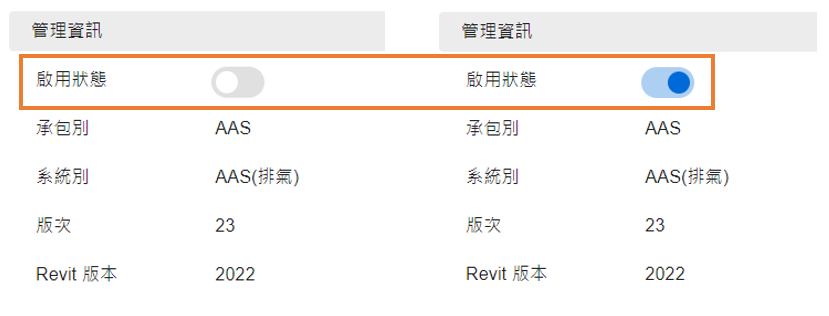 管理資訊
啟用狀態
承包別 AAS
系統別 AAS(排氣)
版次 23
Revit 版本 2022
管理資訊
啟用狀態
承包別 AAS
系統別 AAS(排氣)
版次 23
Revit 版本 2022